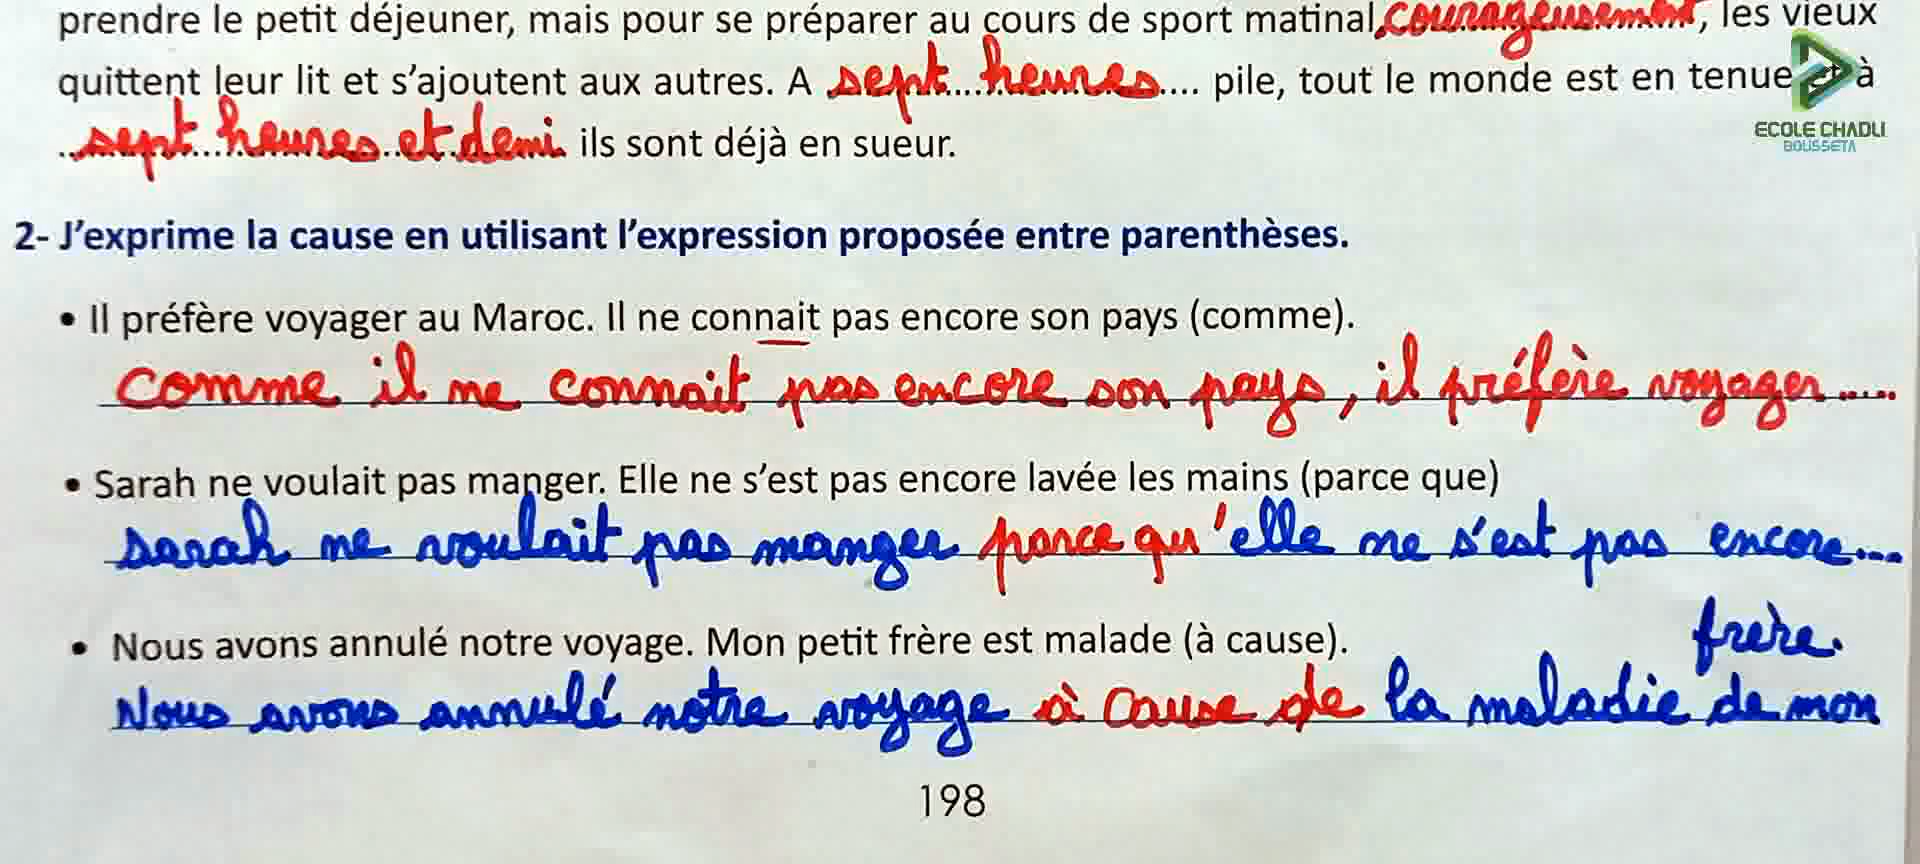 prendre le petit déjeuner, mais pour se préparer au cours de sport matinal, courageusement, les vieux
quittent leur lit et s'ajoutent aux autres. A sept heures.... pile, tout le monde est en tenue et à
sept heures et demi ils sont déjà en sueur.
ECOLE CHADLI
BOUSSETA
2- J'exprime la cause en utilisant l'expression proposée entre parenthèses.
• Il préfère voyager au Maroc. Il ne connait pas encore son pays (comme).
Comme il ne connait pas encore son pays, il préfère voyager.....
• Sarah ne voulait pas manger. Elle ne s'est pas encore lavée les mains (parce que)
Sarah ne voulait pas manger parce qu'elle ne s'est pas encore...
• Nous avons annulé notre voyage. Mon petit frère est malade (à cause).
Nous avons annulé notre voyage à cause de la maladie de mon
frère.
198